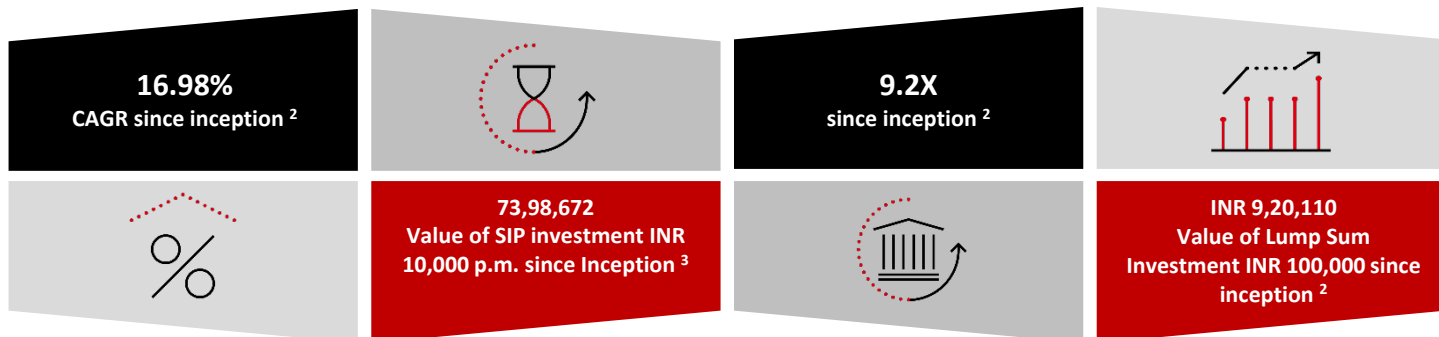 16.98%
CAGR since inception ²
9.2X
since inception ²
73,98,672
Value of SIP investment INR
10,000 p.m. since Inception ³
INR 9,20,110
Value of Lump Sum
Investment INR 100,000 since
inception ²